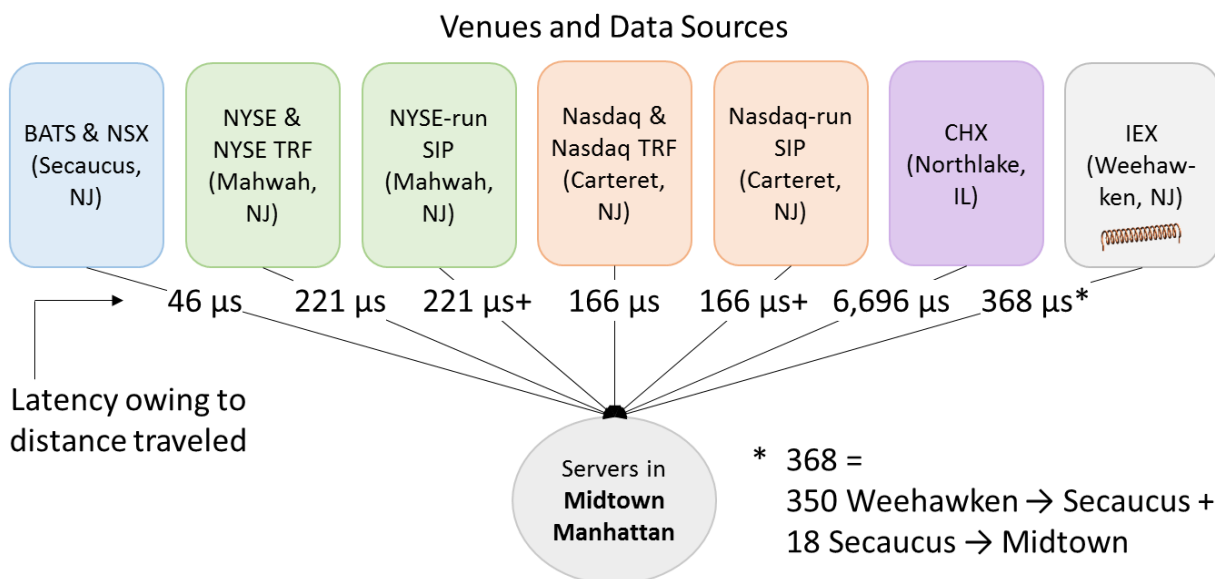 Venues and Data Sources
BATS & NSX
(Secaucus,
NJ)
NYSE &
NYSE TRF
(Mahwah,
NJ)
NYSE-run
SIP
(Mahwah,
NJ)
Nasdaq &
Nasdaq TRF
(Carteret,
NJ)
Nasdaq-run
SIP
(Carteret,
NJ)
CHX
(Northlake,
IL)
IEX
(Weehaw-
ken, NJ)
46 µs
221 µs
221 µs+
166 µs
166 µs+
6,696 µs
368 µs*
Latency owing to
distance traveled
Servers in
Midtown
Manhattan
* 368 =
350 Weehawken → Secaucus +
18 Secaucus → Midtown